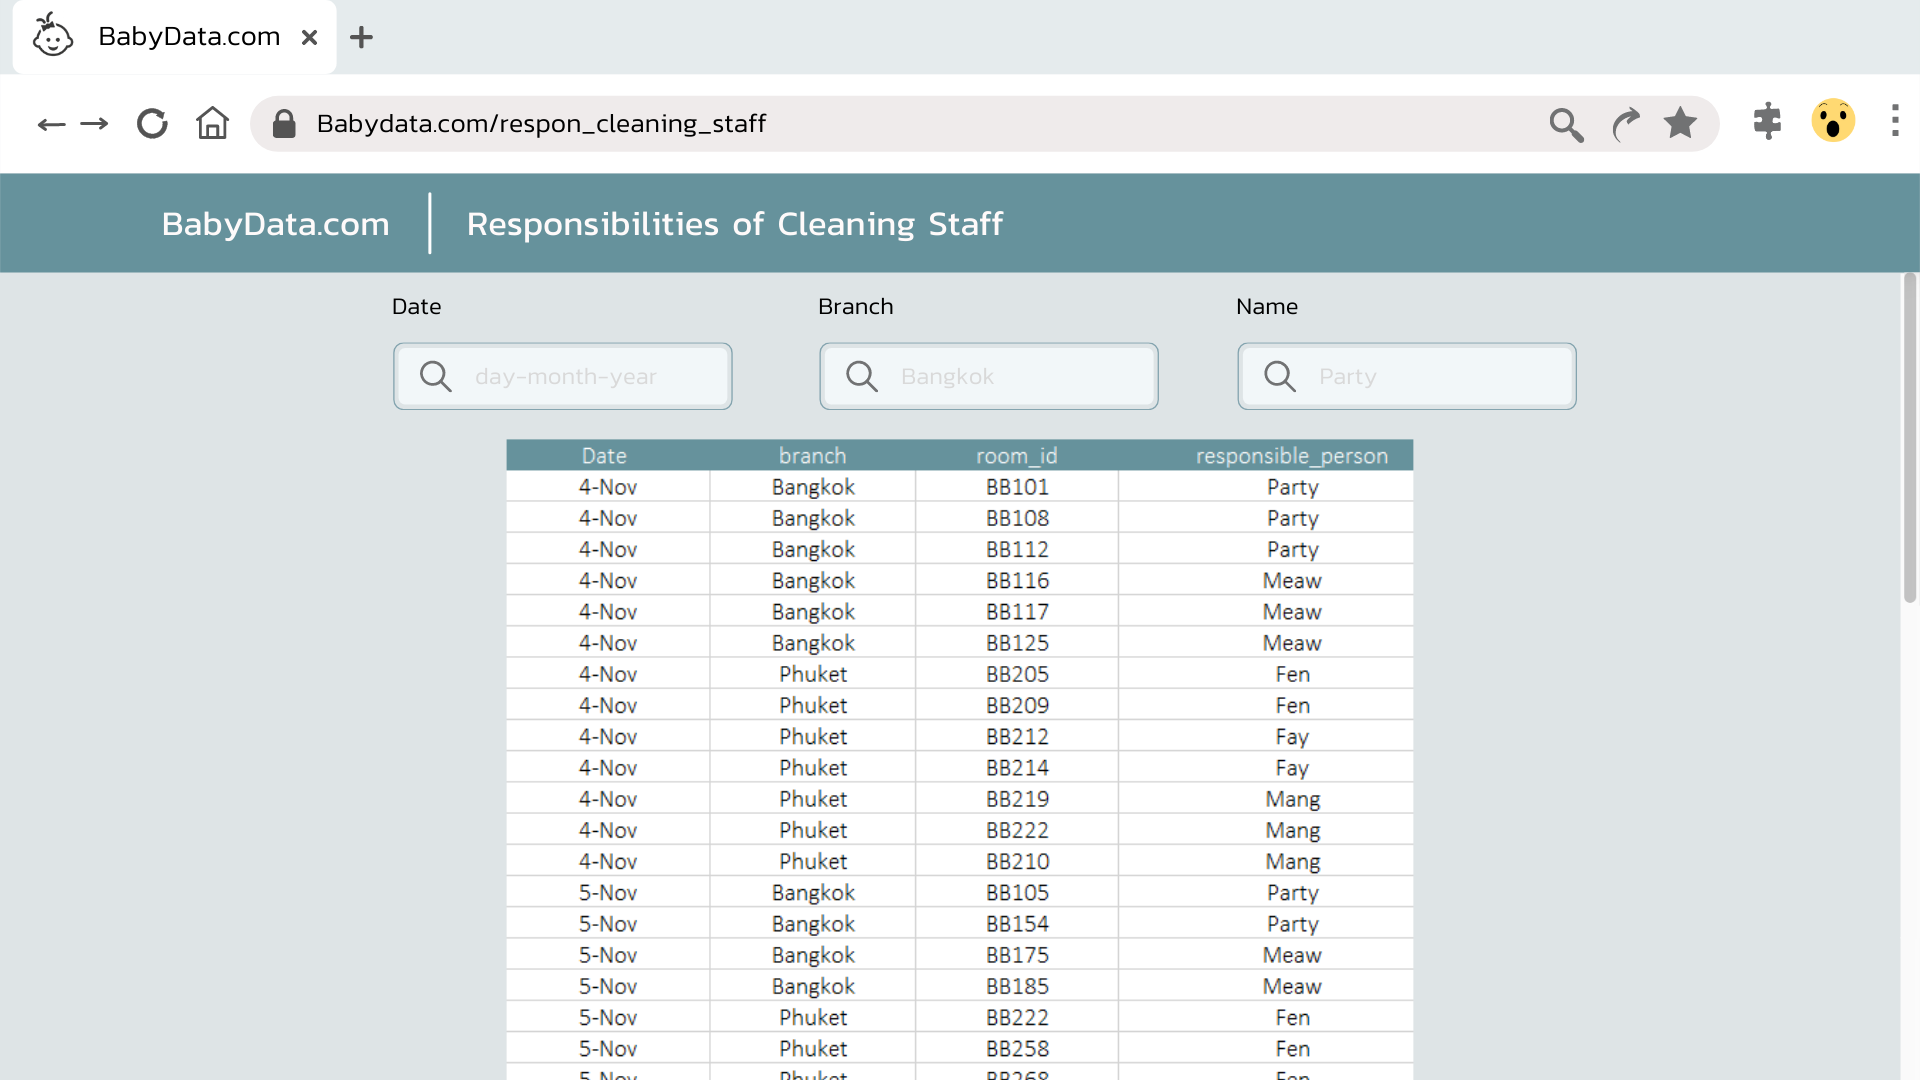 BabyData.com
Babydata.com/respon_cleaning_staff
BabyData.com Responsibilities of Cleaning Staff
Date Branch Name
day-month-year Bangkok Party
Date branch room_id responsible_person
4-Nov Bangkok BB101 Party
4-Nov Bangkok BB108 Party
4-Nov Bangkok BB112 Party
4-Nov Bangkok BB116 Meaw
4-Nov Bangkok BB117 Meaw
4-Nov Bangkok BB125 Meaw
4-Nov Phuket BB205 Fen
4-Nov Phuket BB209 Fen
4-Nov Phuket BB212 Fay
4-Nov Phuket BB214 Fay
4-Nov Phuket BB219 Mang
4-Nov Phuket BB222 Mang
4-Nov Phuket BB210 Mang
5-Nov Bangkok BB105 Party
5-Nov Bangkok BB154 Party
5-Nov Bangkok BB175 Meaw
5-Nov Bangkok BB185 Meaw
5-Nov Phuket BB222 Fen
5-Nov Phuket BB258 Fen
5-Nov Phuket BB268 Fen